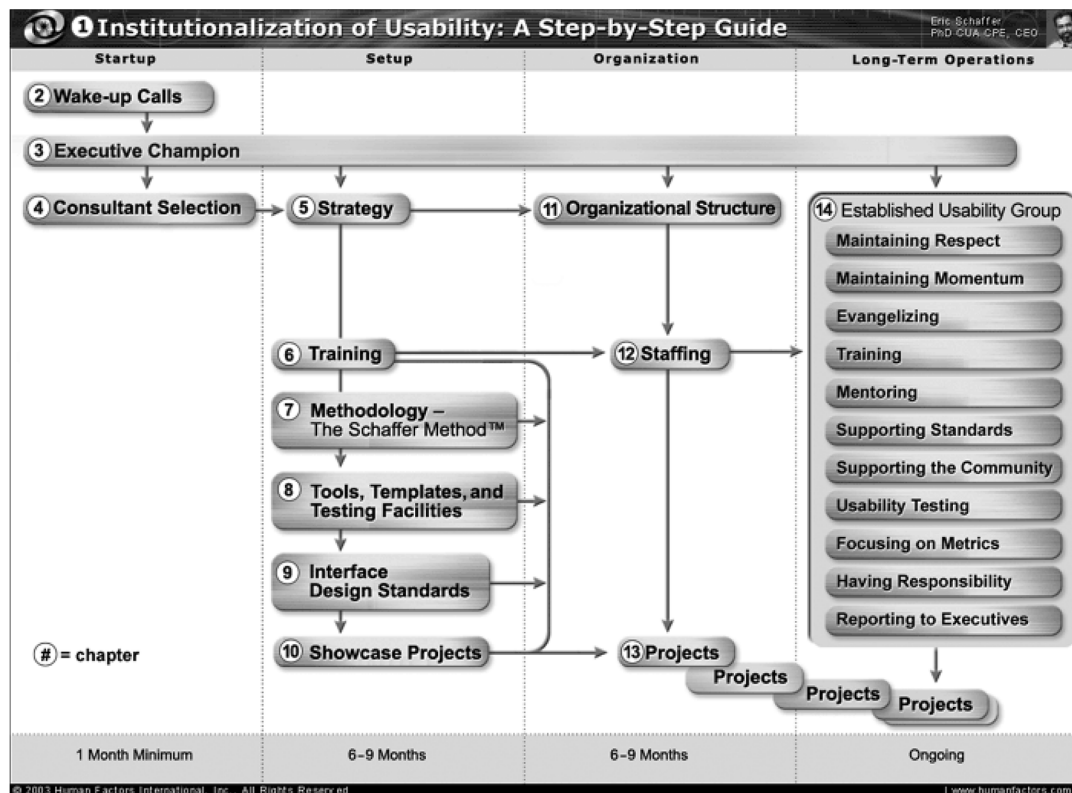 1 Institutionalization of Usability: A Step-by-Step Guide
Eric Schaffer
PhD CUA CPE, CEO
Startup
Setup
Organization
Long-Term Operations
2 Wake-up Calls
3 Executive Champion
4 Consultant Selection
5 Strategy
11 Organizational Structure
14 Established Usability Group
Maintaining Respect
Maintaining Momentum
Evangelizing
Training
Mentoring
Supporting Standards
Supporting the Community
Usability Testing
Focusing on Metrics
Having Responsibility
Reporting to Executives
6 Training
12 Staffing
7 Methodology –
The Schaffer Method™
8 Tools, Templates, and
Testing Facilities
9 Interface
Design Standards
10 Showcase Projects
13 Projects
Projects
Projects
Projects
# = chapter
1 Month Minimum
6–9 Months
6–9 Months
Ongoing
© 2003 Human Factors International, Inc. All Rights Reserved
www.humanfactors.com